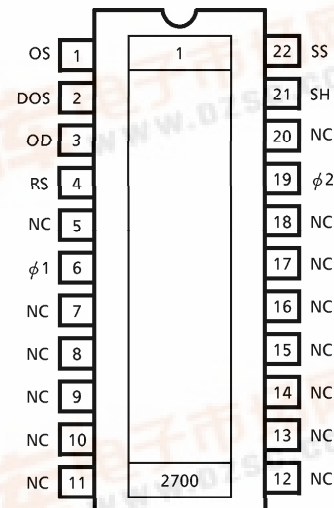 OS 1 1 22 SS
DOS 2 21 SH
OD 3 20 NC
RS 4 19 ϕ2
NC 5 18 NC
ϕ1 6 17 NC
NC 7 16 NC
NC 8 15 NC
NC 9 14 NC
NC 10 13 NC
NC 11 2700 12 NC